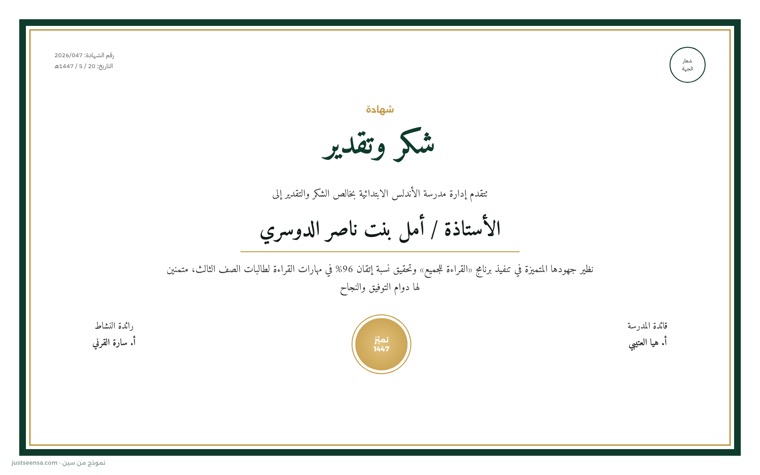 رقم الشهادة: 2026/047
التاريخ: 20 / 5 / 1447هـ
شعار
الجهة
شهادة
شكر وتقدير
تتقدم إدارة مدرسة الأندلس الابتدائية بخالص الشكر والتقدير إلى
الأستاذة / أمل بنت ناصر الدوسري
نظير جهودها المتميزة في تنفيذ برنامج «القراءة للجميع» وتحقيق نسبة إتقان 96% في مهارات القراءة لطالبات الصف الثالث، متمنين
لها دوام التوفيق والنجاح
قائدة المدرسة
أ. هيا العتيبي
تميّز
1447
رائدة النشاط
أ. سارة القرني
نموذج من سين · justseensa.com